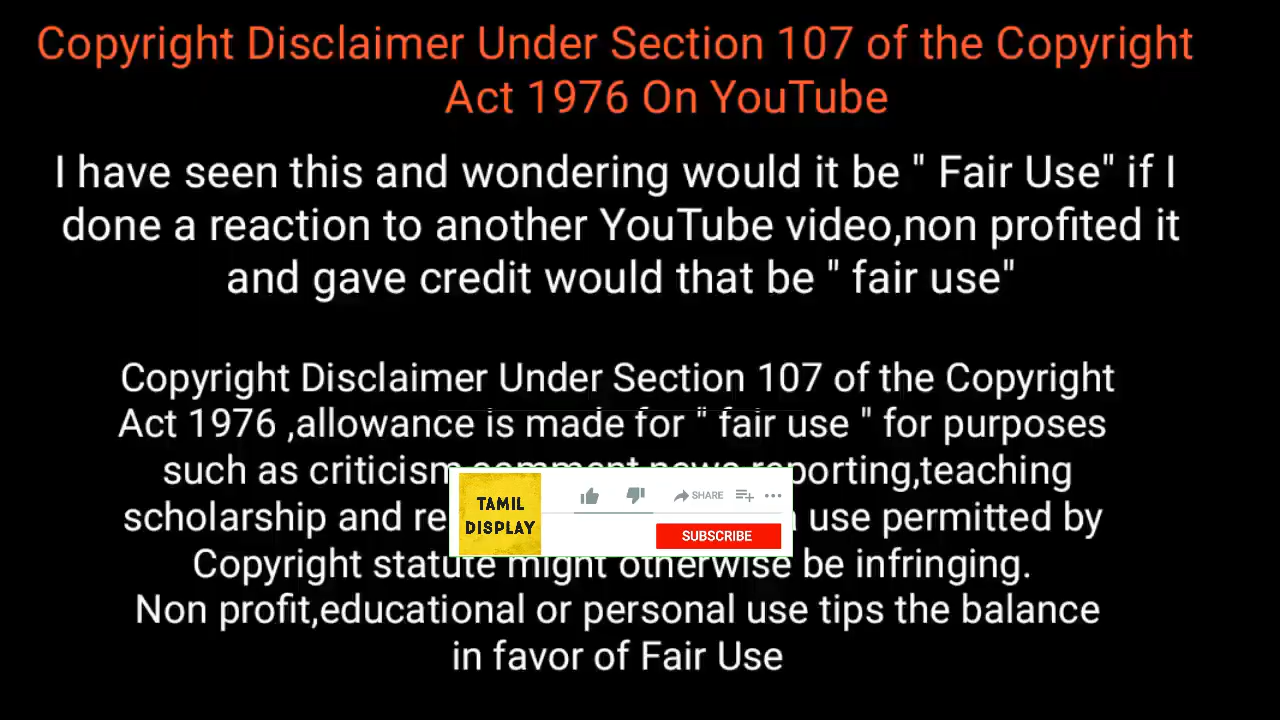 Copyright Disclaimer Under Section 107 of the Copyright
Act 1976 On YouTube
I have seen this and wondering would it be " Fair Use" if I
done a reaction to another YouTube video,non profited it
and gave credit would that be " fair use"
Copyright Disclaimer Under Section 107 of the Copyright
Act 1976 ,allowance is made for " fair use " for purposes
such as criticism,comment,news reporting,teaching
scholarship and re
use permitted by
Copyright statute might otherwise be infringing.
Non profit,educational or personal use tips the balance
in favor of Fair Use
TAMIL
DISPLAY
SHARE
SUBSCRIBE